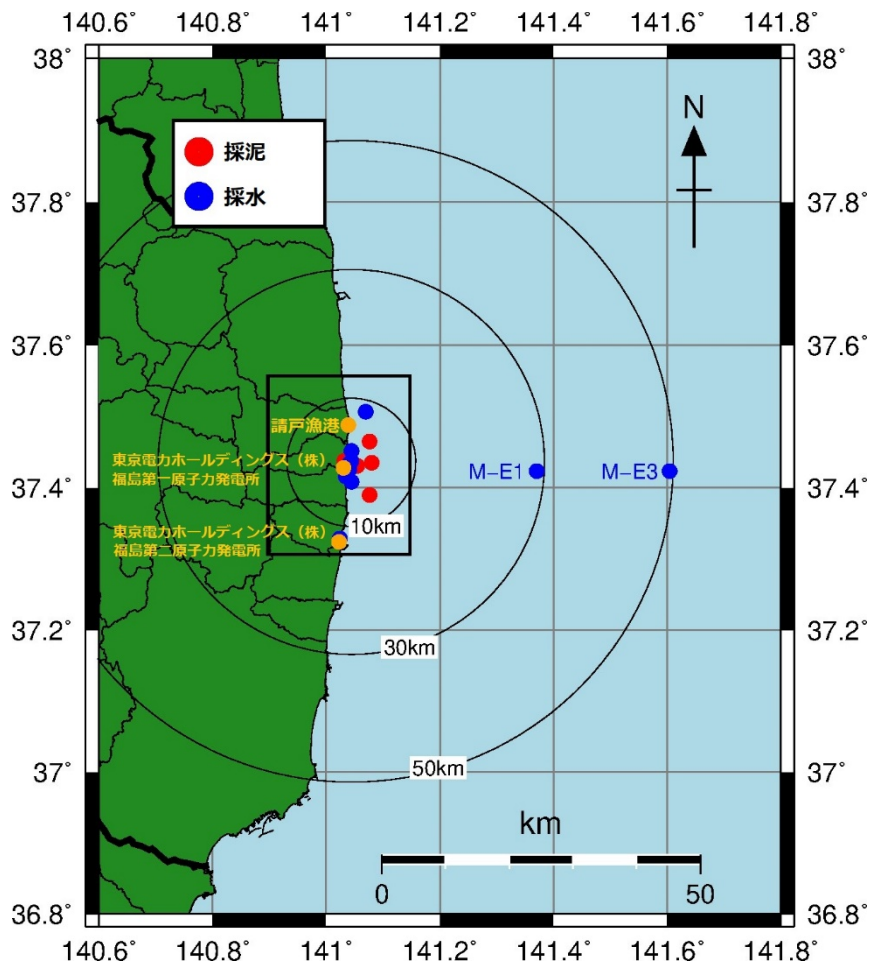 140.6° 140.8° 141° 141.2° 141.4° 141.6° 141.8°
38° 38°
N
採泥
採水
37.8° 37.8°
37.6° 37.6°
請戸漁港
東京電力ホールディングス（株）
福島第一原子力発電所
M−E1 M−E3
37.4° 37.4°
10km
東京電力ホールディングス（株）
福島第二原子力発電所
37.2° 37.2°
30km
50km
37° 37°
km
0 50
36.8° 36.8°
140.6° 140.8° 141° 141.2° 141.4° 141.6° 141.8°